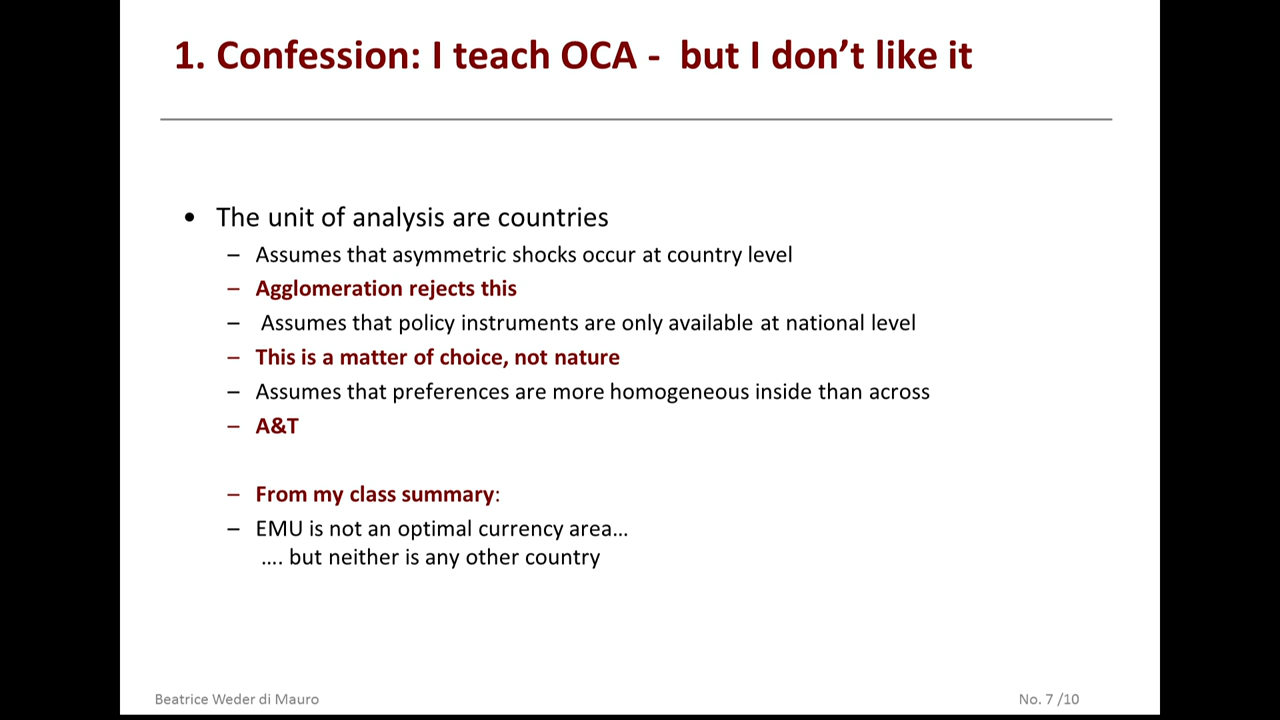 1. Confession: I teach OCA - but I don't like it
• The unit of analysis are countries
– Assumes that asymmetric shocks occur at country level
– Agglomeration rejects this
– Assumes that policy instruments are only available at national level
– This is a matter of choice, not nature
– Assumes that preferences are more homogeneous inside than across
– A&T
– From my class summary:
– EMU is not an optimal currency area...
.... but neither is any other country
Beatrice Weder di Mauro
No. 7 /10